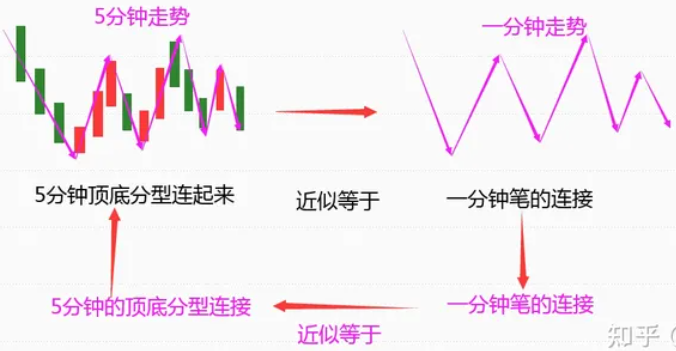 5分钟走势
一分钟走势
5分钟顶底分型连起来
近似等于
一分钟笔的连接
5分钟的顶底分型连接
一分钟笔的连接
近似等于
知乎 @